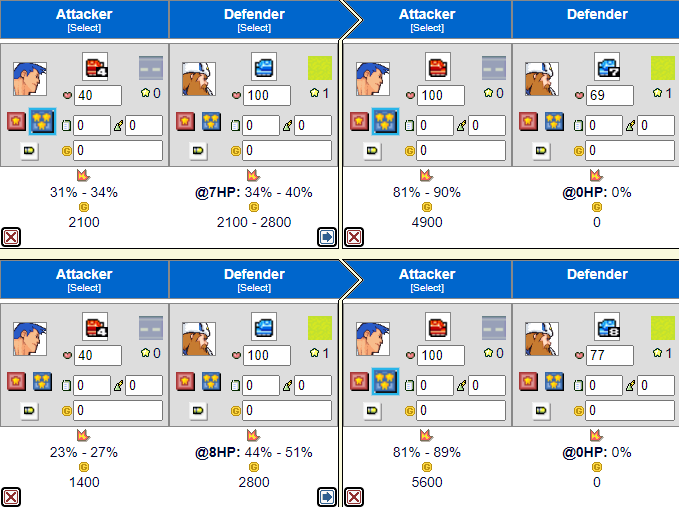 Attacker Defender Attacker Defender
[Select] [Select] [Select] [Select]
4 7
40 0 100 1 100 0 69 1
0 0 0 0 0 0 0 0
G 0 G 0 G 0 G 0
31% - 34% @7HP: 34% - 40% 81% - 90% @0HP: 0%
G G G G
2100 2100 - 2800 4900 0
Attacker Defender Attacker Defender
[Select] [Select] [Select]
4 8
40 0 100 1 100 0 77 1
0 0 0 0 0 0 0 0
G 0 G 0 G 0 G 0
23% - 27% @8HP: 44% - 51% 81% - 89% @0HP: 0%
G G G G
1400 2800 5600 0